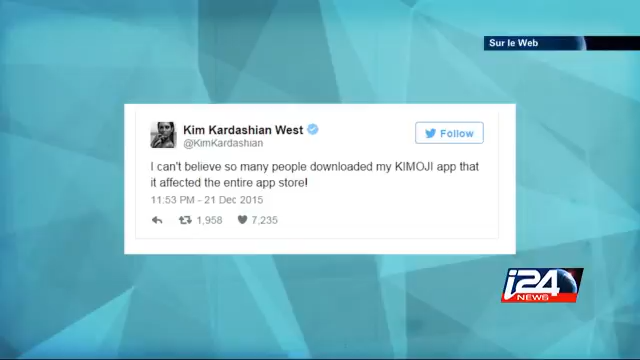 Sur le Web
Kim Kardashian West
@KimKardashian
Follow
I can't believe so many people downloaded my KIMOJI app that
it affected the entire app store!
11:53 PM - 21 Dec 2015
1,958 7,235
i24
NEWS